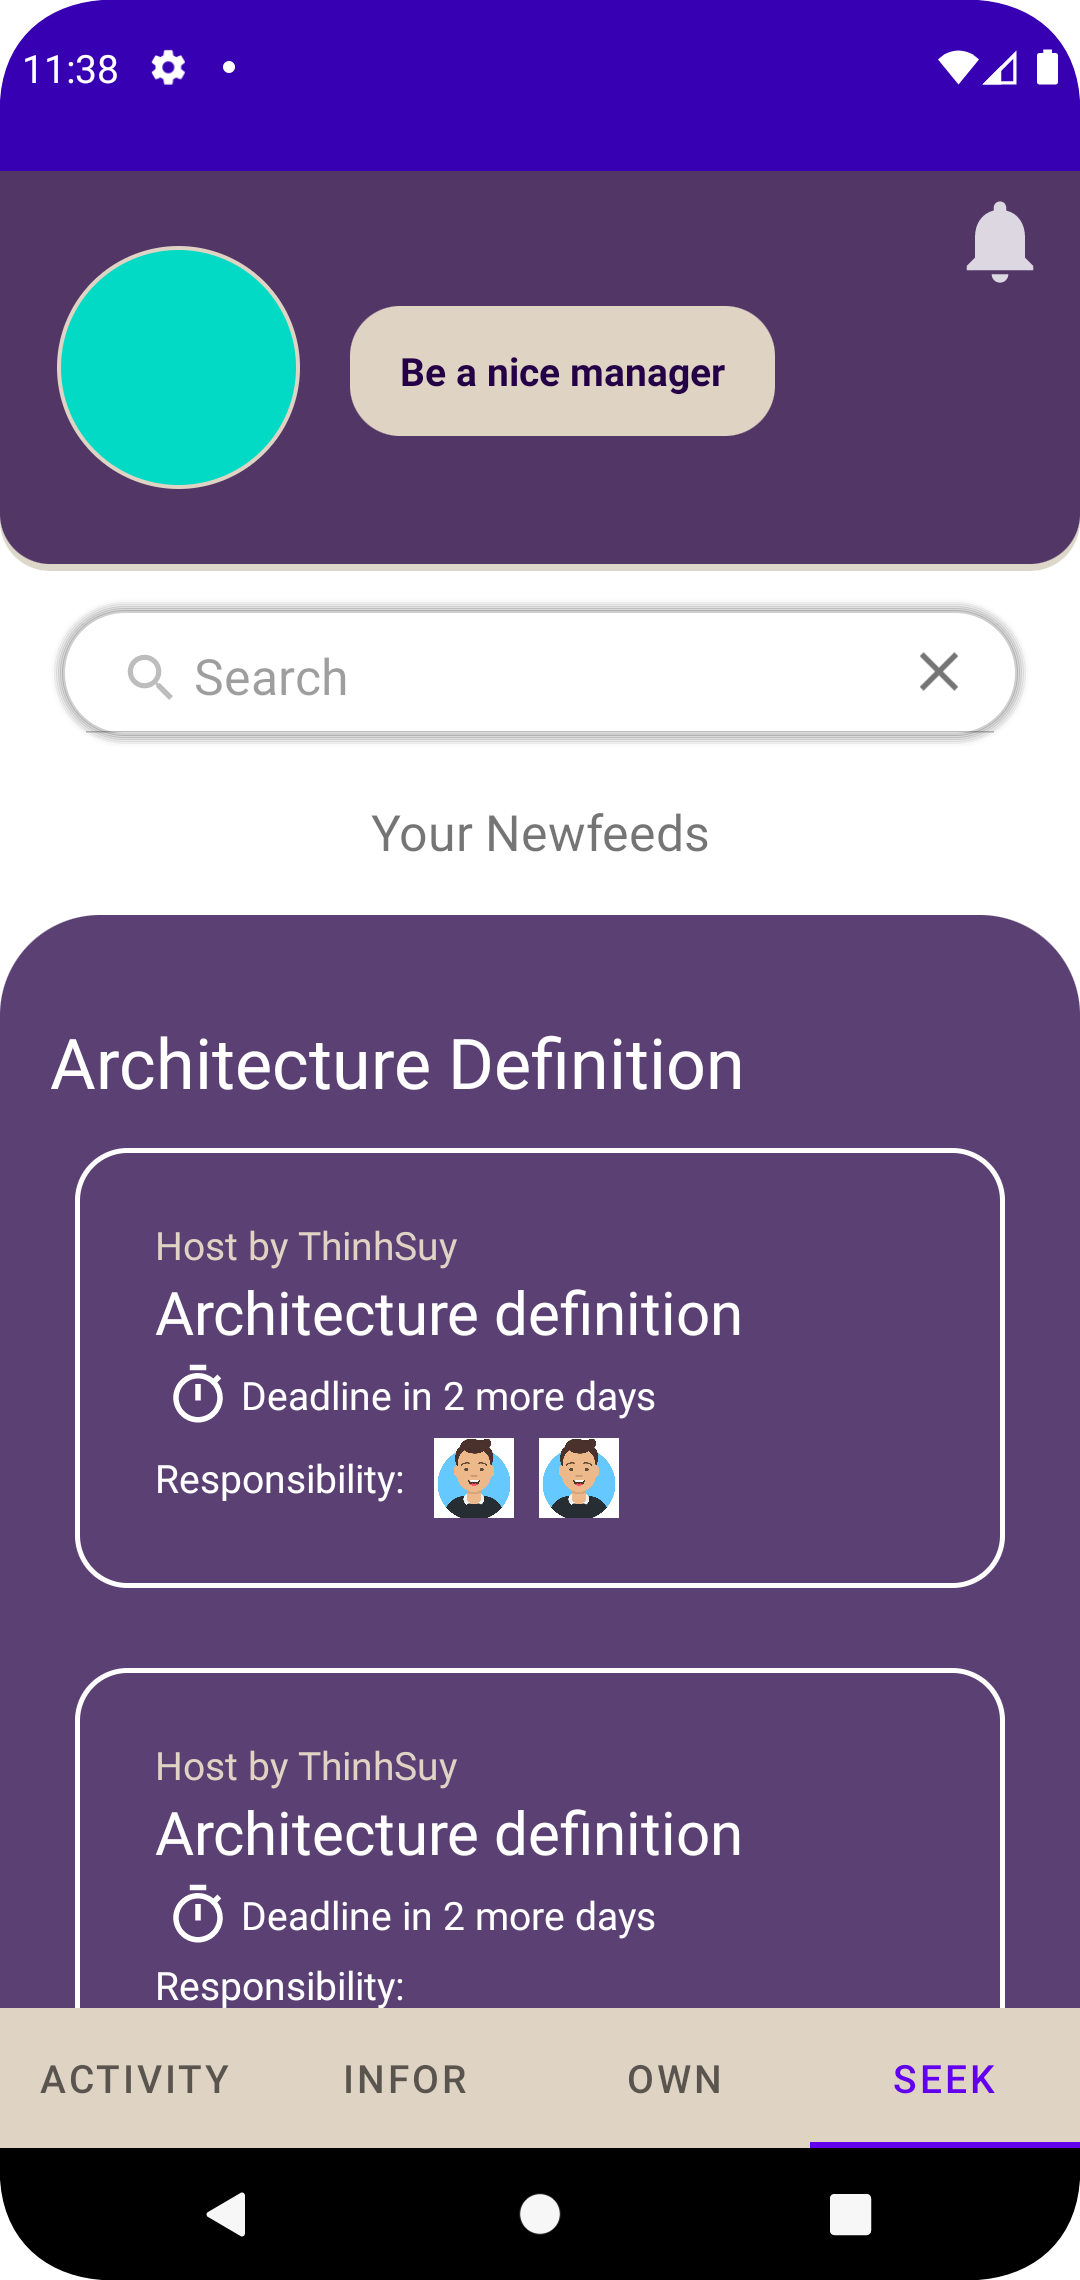 11:38
Be a nice manager
Search
Your Newfeeds
Architecture Definition
Host by ThinhSuy
Architecture definition
Deadline in 2 more days
Responsibility:
Host by ThinhSuy
Architecture definition
Deadline in 2 more days
Responsibility:
ACTIVITY INFOR OWN SEEK